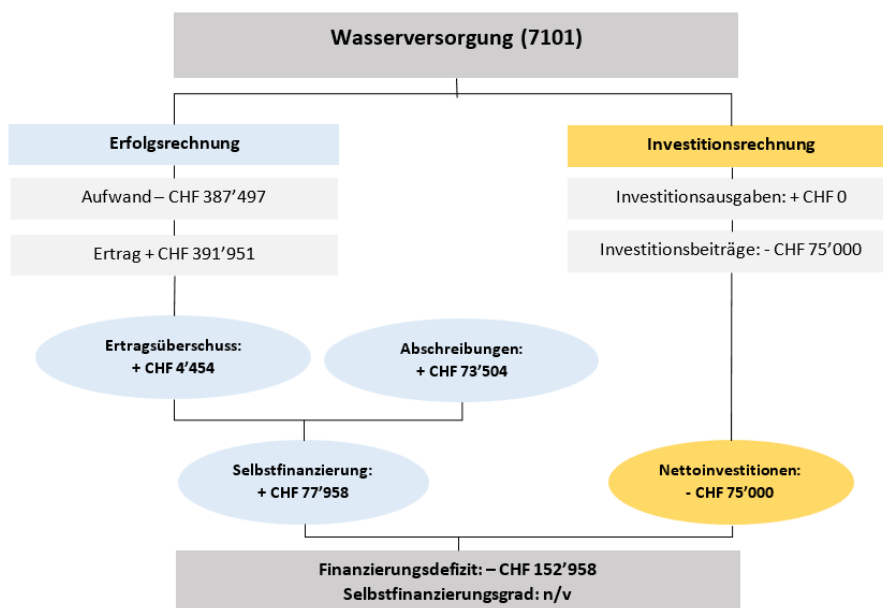 Wasserversorgung (7101)
Erfolgsrechnung
Aufwand – CHF 387’497
Ertrag + CHF 391’951
Investitionsrechnung
Investitionsausgaben: + CHF 0
Investitionsbeiträge: - CHF 75’000
Ertragsüberschuss:
+ CHF 4’454
Abschreibungen:
+ CHF 73’504
Selbstfinanzierung:
+ CHF 77’958
Nettoinvestitionen:
- CHF 75’000
Finanzierungsdefizit: – CHF 152’958
Selbstfinanzierungsgrad: n/v